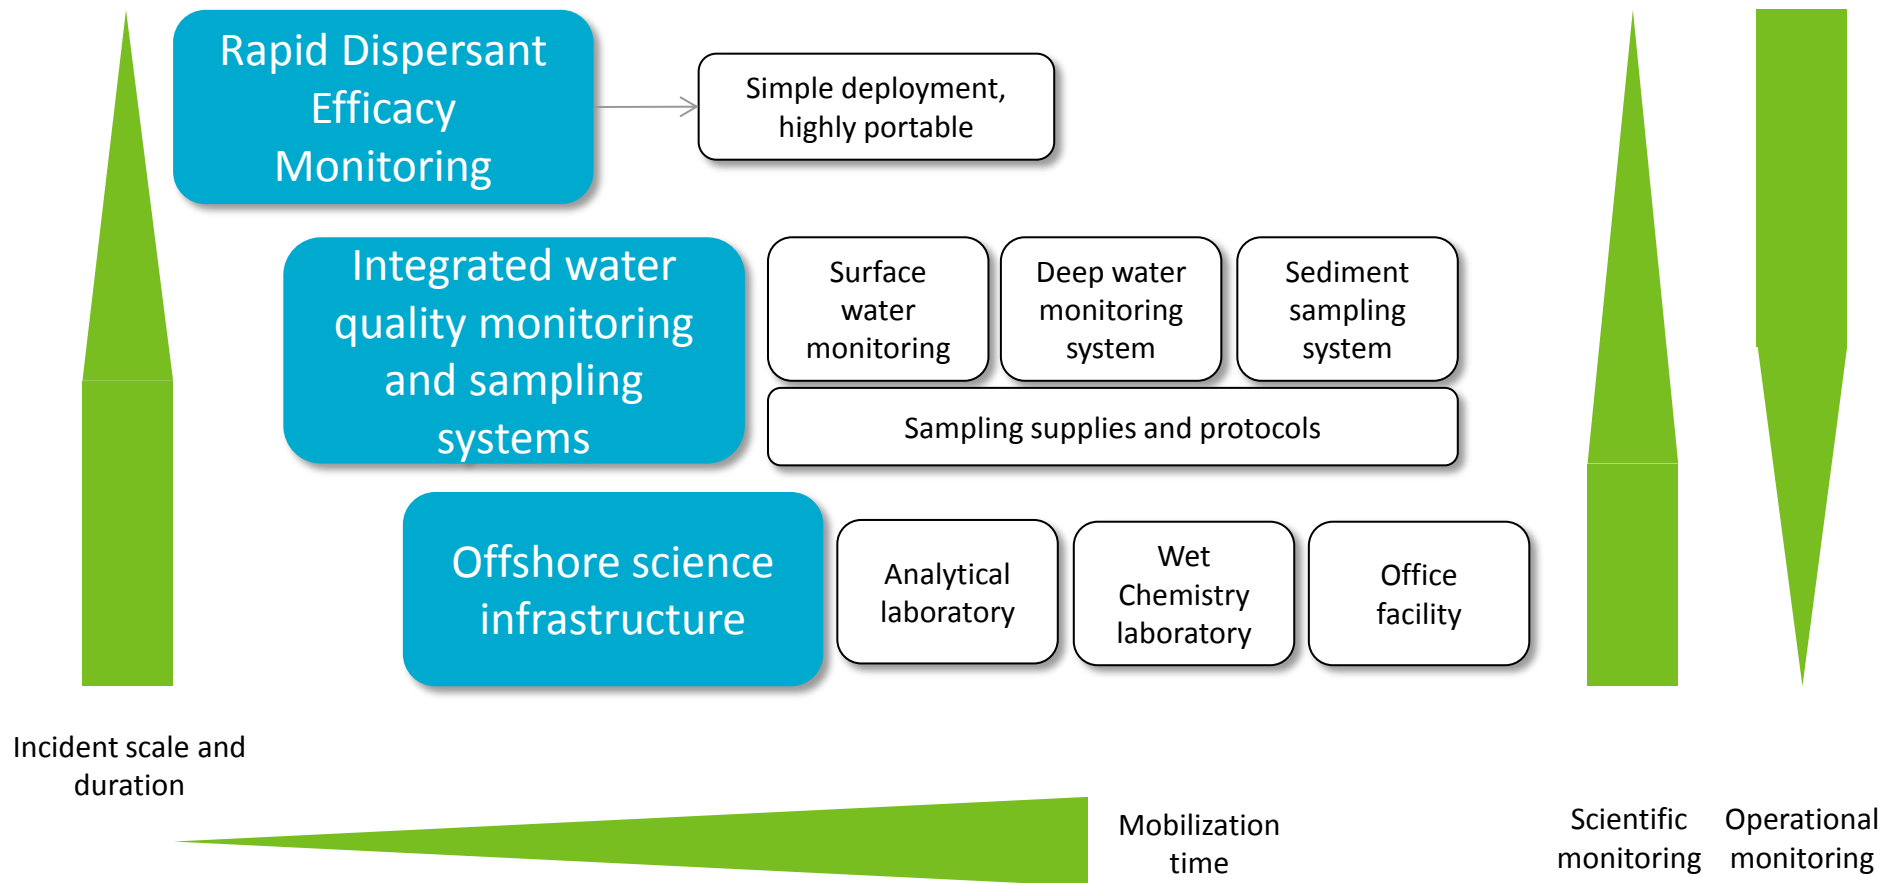 Rapid Dispersant
Efficacy
Monitoring
Simple deployment,
highly portable
Integrated water
quality monitoring
and sampling
systems
Surface
water
monitoring
Deep water
monitoring
system
Sediment
sampling
system
Sampling supplies and protocols
Offshore science
infrastructure
Analytical
laboratory
Wet
Chemistry
laboratory
Office
facility
Incident scale and
duration
Mobilization
time
Scientific
monitoring
Operational
monitoring